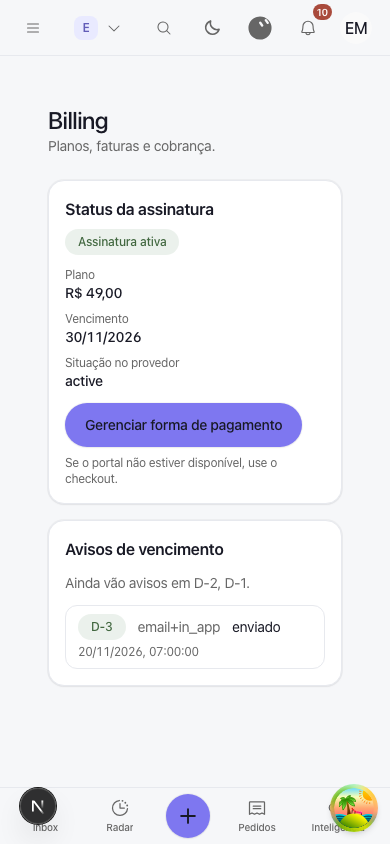 E
10
EM
Billing
Planos, faturas e cobrança.
Status da assinatura
Assinatura ativa
Plano
R$ 49,00
Vencimento
30/11/2026
Situação no provedor
active
Gerenciar forma de pagamento
Se o portal não estiver disponível, use o
checkout.
Avisos de vencimento
Ainda vão avisos em D-2, D-1.
D-3 email+in_app enviado
20/11/2026, 07:00:00
N
Inbox Radar Pedidos